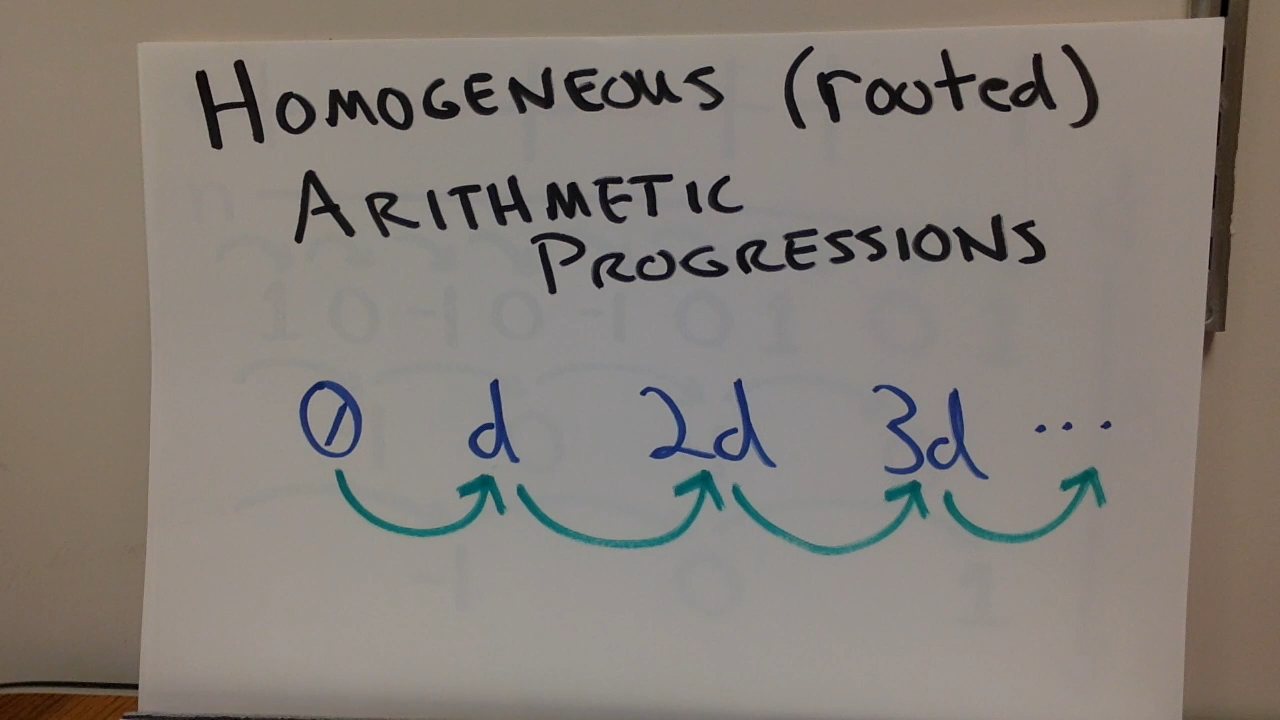 HOMOGENEOUS (rooted)
ARITHMETIC
PROGRESSIONS
0 d 2d 3d ...